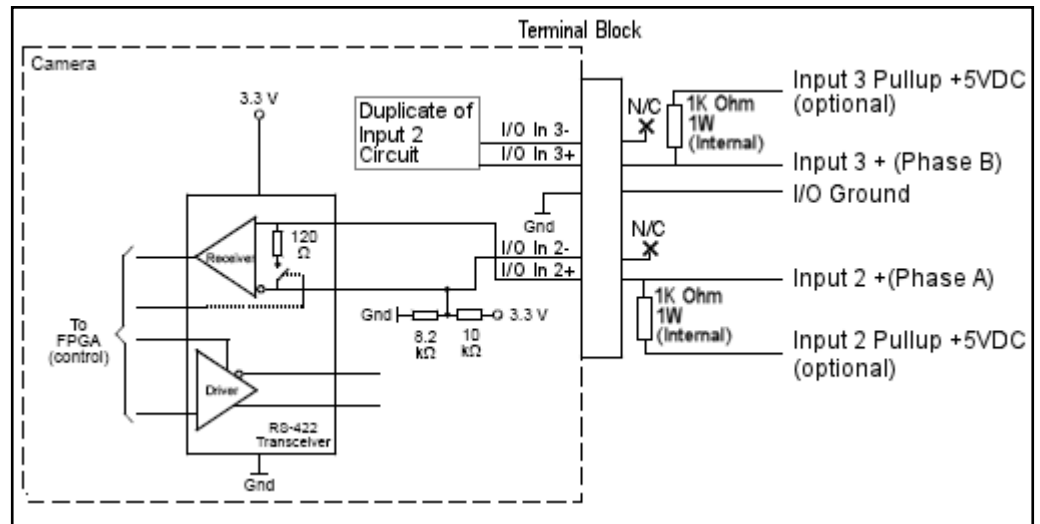 Terminal Block
Camera
3.3 V
Duplicate of
Input 2
Circuit
I/O In 3-
I/O In 3+
N/C
1K Ohm
1W
(Internal)
Input 3 Pullup +5VDC
(optional)
Input 3 + (Phase B)
I/O Ground
Gnd
N/C
Receiver
120
Ω
I/O In 2-
I/O In 2+
Input 2 +(Phase A)
1K Ohm
1W
(Internal)
Gnd
8.2
kΩ
10
kΩ
3.3 V
To
FPGA
(control)
Input 2 Pullup +5VDC
(optional)
Driver
RS-422
Transceiver
Gnd